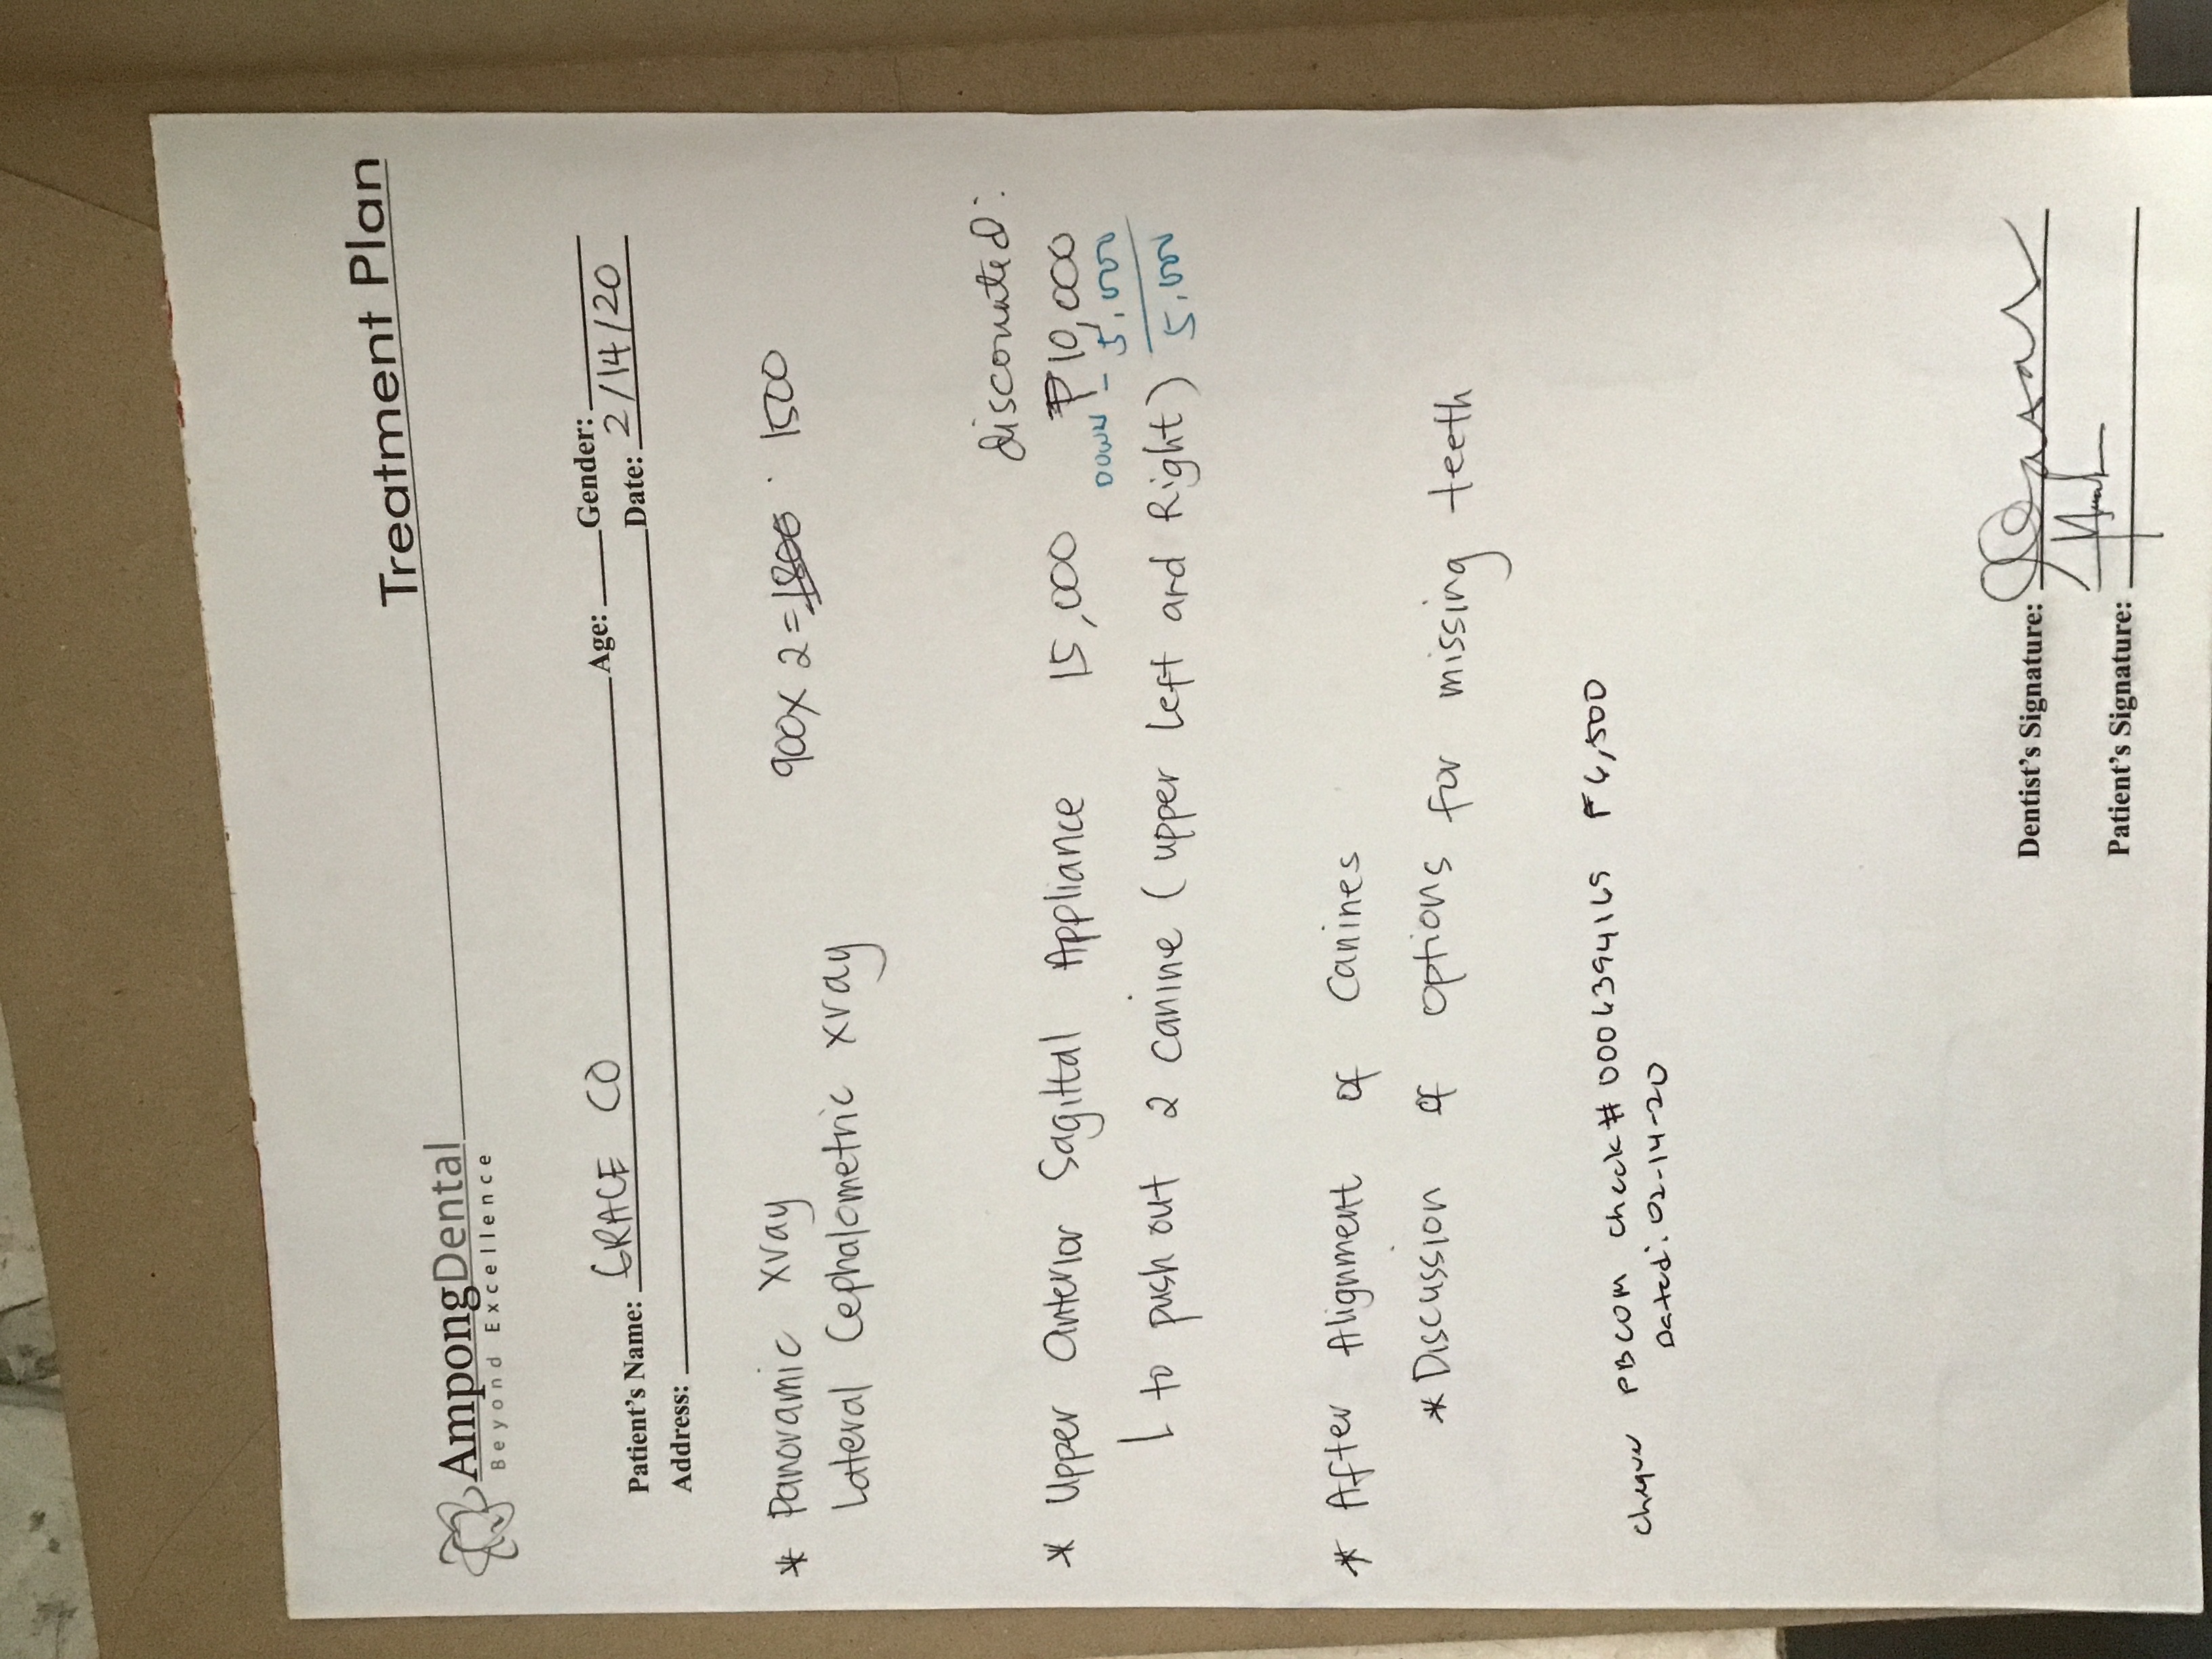 AmpongDental Treatment Plan
Beyond Excellence
Patient's Name: GRACE CO Age: Gender:
Address: Date: 2/14/20
* Panoramic xray 900 x 2 = 1800 . 1500
Lateral Cephalometric xray
discounted:
* Upper Anterior Sagittal Appliance 15,000 ₱10,000
DOWN - 5,000
to push out 2 canine (upper left and Right) 5,000
* After Alignment of Canines
* Discussion of options for missing teeth
PBCOM check # 0006394165 ₱6,500
Dated: 02-14-20
Dentist's Signature:
Patient's Signature: